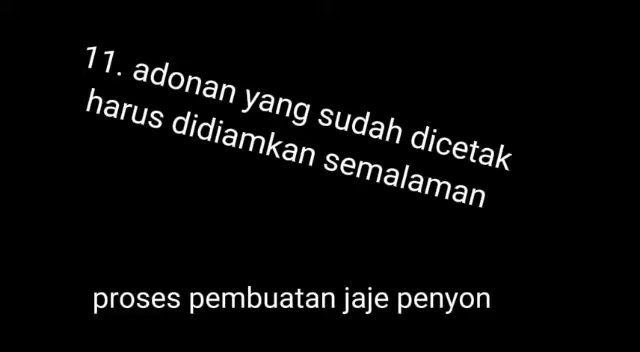 11. adonan yang sudah dicetak
harus didiamkan semalaman
proses pembuatan jaje penyon